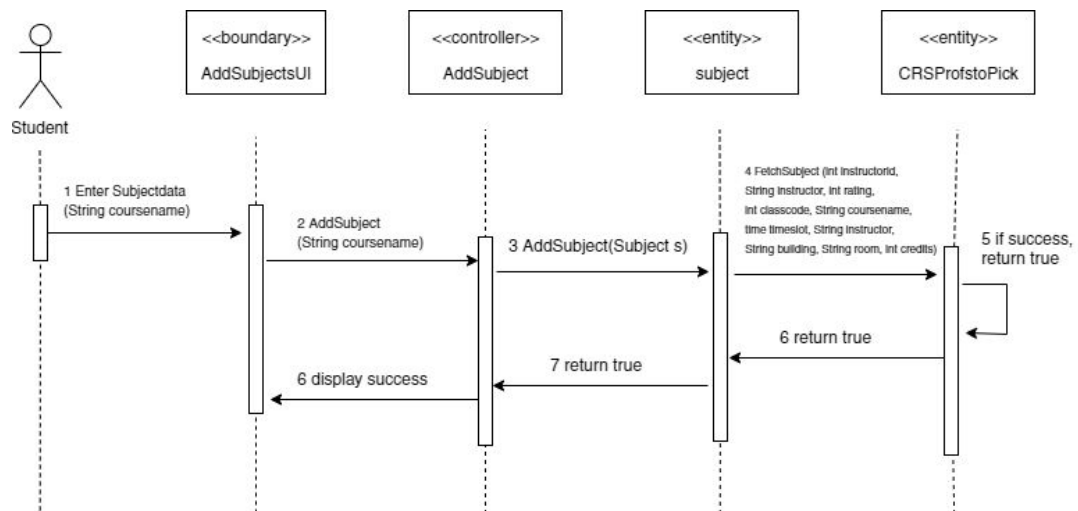 <<boundary>>
AddSubjectsUI
<<controller>>
AddSubject
<<entity>>
subject
<<entity>>
CRSProfstoPick
Student
1 Enter Subjectdata
(String coursename)
2 AddSubject
(String coursename)
3 AddSubject(Subject s)
4 FetchSubject (Int InstructorId,
String Instructor, Int rating,
Int classcode, String coursename,
time timeslot, String Instructor,
String building, String room, Int credits)
5 if success,
return true
6 return true
7 return true
6 display success